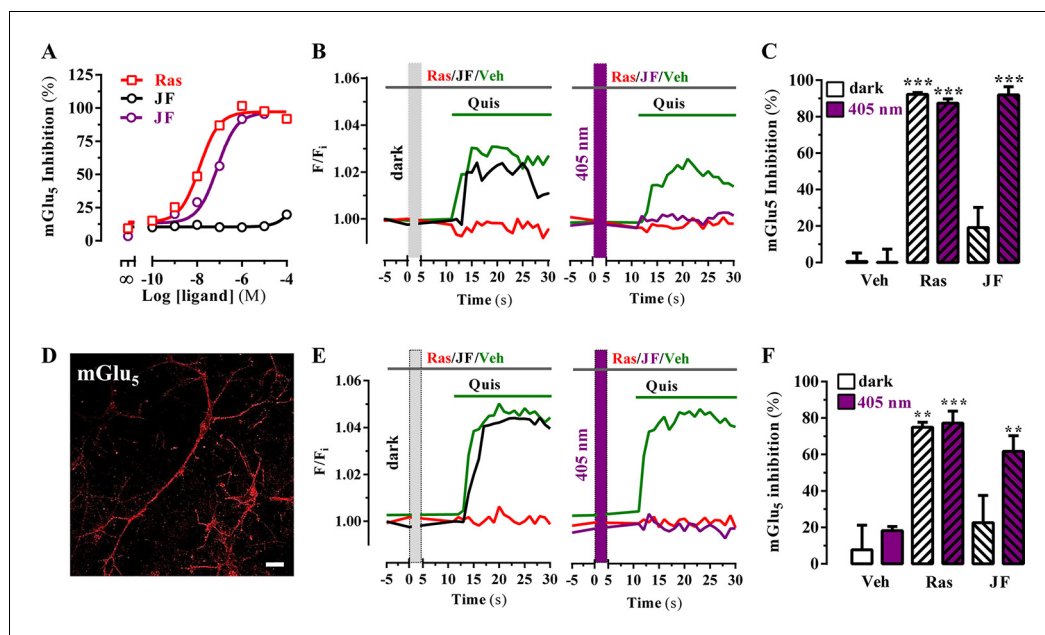 A
mGlu5 Inhibition (%)
125
100
75
50
25
0
Ras
JF
JF
∞ -10 -8 -6 -4
Log [ligand] (M)
B
F/Fi
1.06
1.04
1.02
1.00
Ras/JF/Veh
Quis
dark
-5 0 5 10 15 20 25 30
Time (s)
Ras/JF/Veh
Quis
405 nm
-5 0 5 10 15 20 25 30
Time (s)
C
mGlu5 Inhibition (%)
100
80
60
40
20
0
dark
405 nm
*** *** ***
Veh Ras JF
D
mGlu5
E
F/Fi
1.06
1.04
1.02
1.00
Ras/JF/Veh
Quis
dark
-5 0 5 10 15 20 25 30
Time (s)
Ras/JF/Veh
Quis
405 nm
-5 0 5 10 15 20 25 30
Time (s)
F
mGlu5 inhibition (%)
100
80
60
40
20
0
dark
405 nm
** *** **
Veh Ras JF